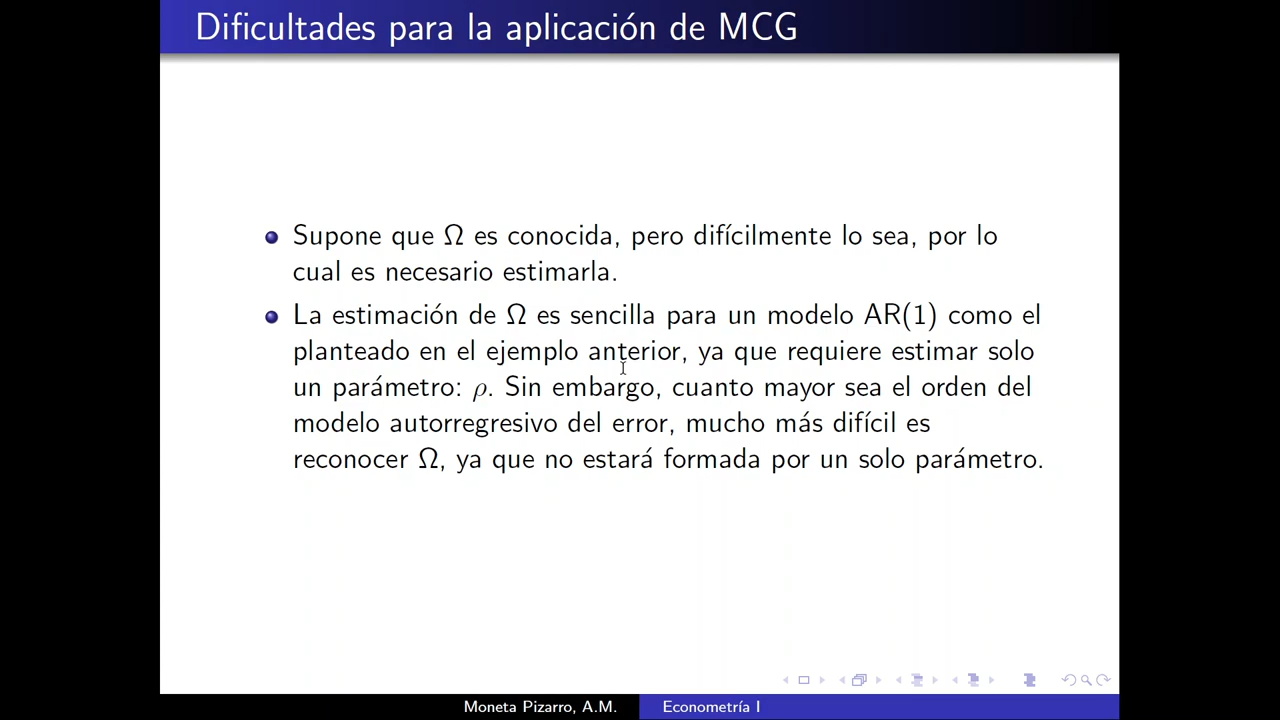 Dificultades para la aplicación de MCG
Supone que Ω es conocida, pero difícilmente lo sea, por lo
cual es necesario estimarla.
La estimación de Ω es sencilla para un modelo AR(1) como el
planteado en el ejemplo anterior, ya que requiere estimar solo
un parámetro: ρ. Sin embargo, cuanto mayor sea el orden del
modelo autorregresivo del error, mucho más difícil es
reconocer Ω, ya que no estará formada por un solo parámetro.
Moneta Pizarro, A.M.
Econometría I